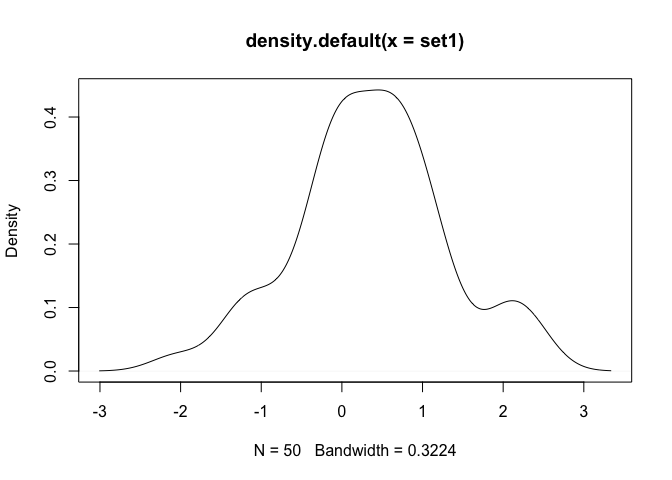 density.default(x = set1)
Density
0.0 0.1 0.2 0.3 0.4
-3 -2 -1 0 1 2 3
N = 50 Bandwidth = 0.3224